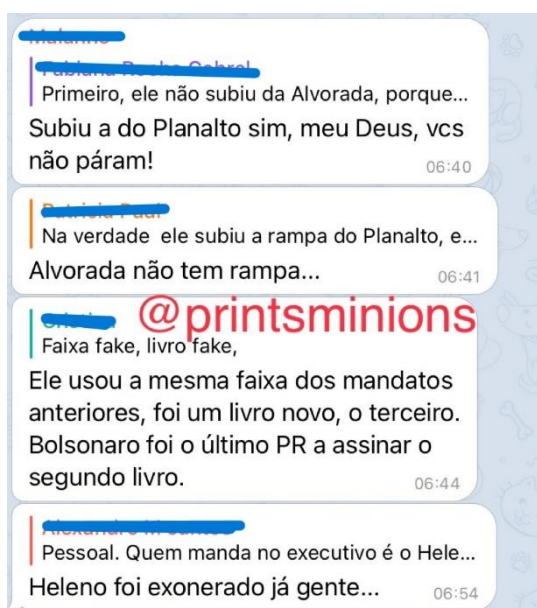 Primeiro, ele não subiu da Alvorada, porque...
Subiu a do Planalto sim, meu Deus, vcs
não páram!
06:40
Na verdade ele subiu a rampa do Planalto, e...
Alvorada não tem rampa...
06:41
@printsminions
Faixa fake, livro fake,
Ele usou a mesma faixa dos mandatos
anteriores, foi um livro novo, o terceiro.
Bolsonaro foi o último PR a assinar o
segundo livro.
06:44
Pessoal. Quem manda no executivo é o Hele...
Heleno foi exonerado já gente...
06:54